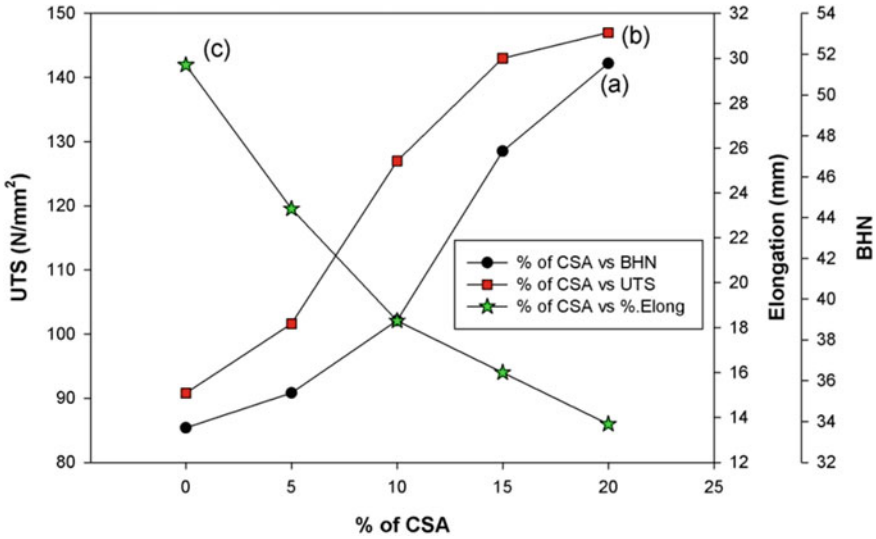 150
140
130
120
110
100
90
80
UTS (N/mm²)
0 5 10 15 20 25
% of CSA
32
30
28
26
24
22
20
18
16
14
12
Elongation (mm)
54
52
50
48
46
44
42
52
40
38
36
34
32
BHN
(c)
(b)
(a)
% of CSA vs BHN
% of CSA vs UTS
% of CSA vs %.Elong